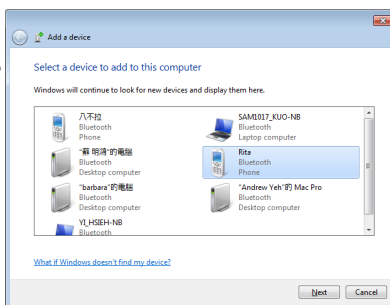 Add a device
Select a device to add to this computer
Windows will continue to look for new devices and display them here.
八不拉
Bluetooth
Phone
SAM1017_KUO-NB
Bluetooth
Laptop computer
"蘇 明鴻"的電腦
Bluetooth
Desktop computer
Rita
Bluetooth
Phone
"barbara"的電腦
Bluetooth
Desktop computer
"Andrew Yeh"的 Mac Pro
Bluetooth
Desktop computer
YI_HSIEH-NB
Bluetooth
What if Windows doesn't find my device?
Next
Cancel